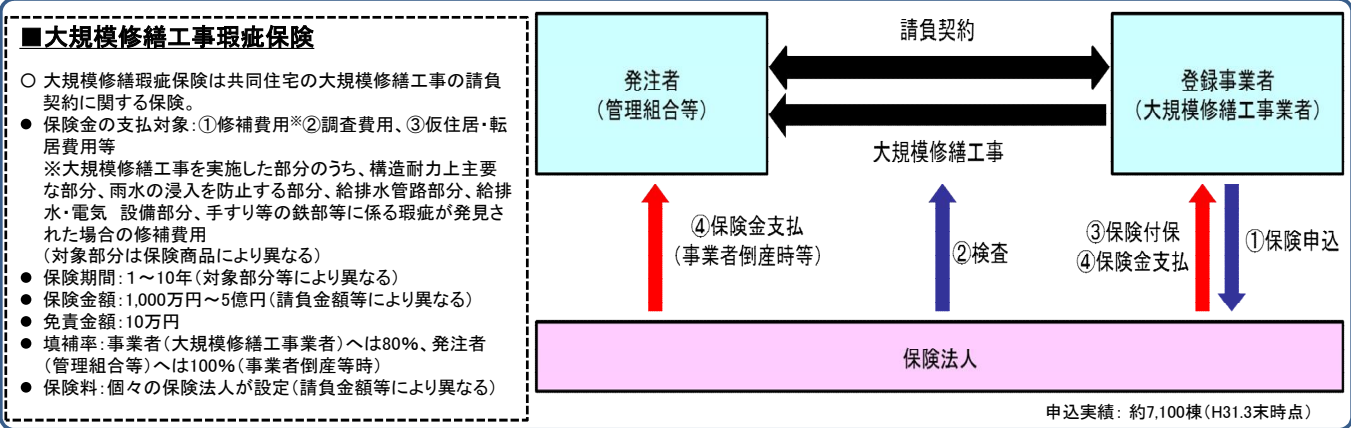 ■大規模修繕工事瑕疵保険
○ 大規模修繕瑕疵保険は共同住宅の大規模修繕工事の請負
契約に関する保険。
● 保険金の支払対象：①修補費用※②調査費用、③仮住居・転
居費用等
※大規模修繕工事を実施した部分のうち、構造耐力上主要
な部分、雨水の浸入を防止する部分、給排水管路部分、給排
水・電気 設備部分、手すり等の鉄部等に係る瑕疵が発見さ
れた場合の修補費用
（対象部分は保険商品により異なる）
● 保険期間：１～10年（対象部分等により異なる）
● 保険金額：1,000万円～5億円（請負金額等により異なる）
● 免責金額：10万円
● 填補率：事業者（大規模修繕工事業者）へは80％、発注者
（管理組合等）へは100％（事業者倒産等時）
● 保険料：個々の保険法人が設定（請負金額等により異なる）
発注者
（管理組合等）
請負契約
大規模修繕工事
登録事業者
（大規模修繕工事業者）
④保険金支払
（事業者倒産時等）
②検査
③保険付保
④保険金支払
①保険申込
保険法人
申込実績： 約7,100棟（H31.3末時点）